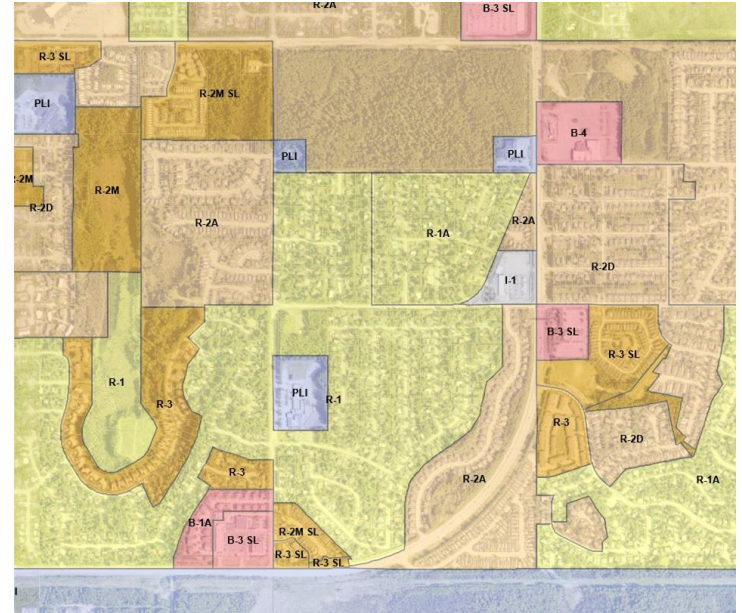 R-2A
B-3 SL
R-3 SL
R-2M SL
PLI
B-4
PLI
PLI
R-2M
R-2M
R-2D
R-2A
R-1A
R-2A
R-2D
I-1
B-3 SL
R-3 SL
R-1
R-3
PLI
R-1
R-3
R-2D
R-3
R-2A
R-1A
B-1A
R-2M SL
B-3 SL
R-3 SL
R-3 SL
I